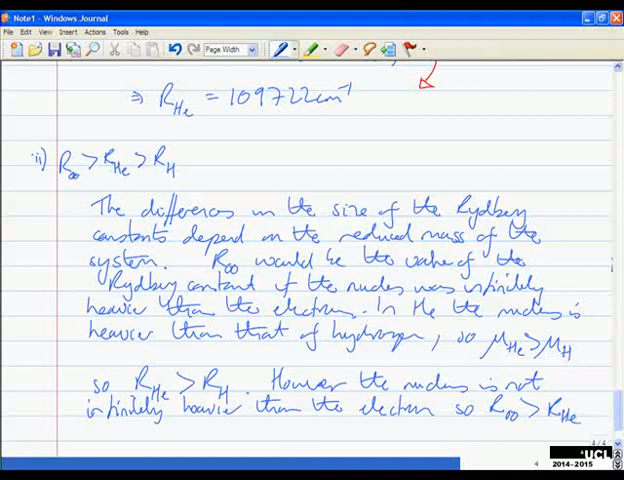 Note1 - Windows Journal
File Edit View Insert Actions Tools Help
Page Width
⇒ R_He = 109722 cm⁻¹
ii) R_∞ > R_He > R_H
The differences in the size of the Rydberg
constants depend on the reduced mass of the
system. R_∞ would be the value of the
Rydberg constant if the nucleus was infinitely
heavier than the electron. In He the nucleus is
heavier than that of hydrogen, so μ_He > μ_H
so R_He > R_H. However the nucleus is not
infinitely heavier than the electron so R_∞ > R_He
4/4
4
UCL
2014-2015